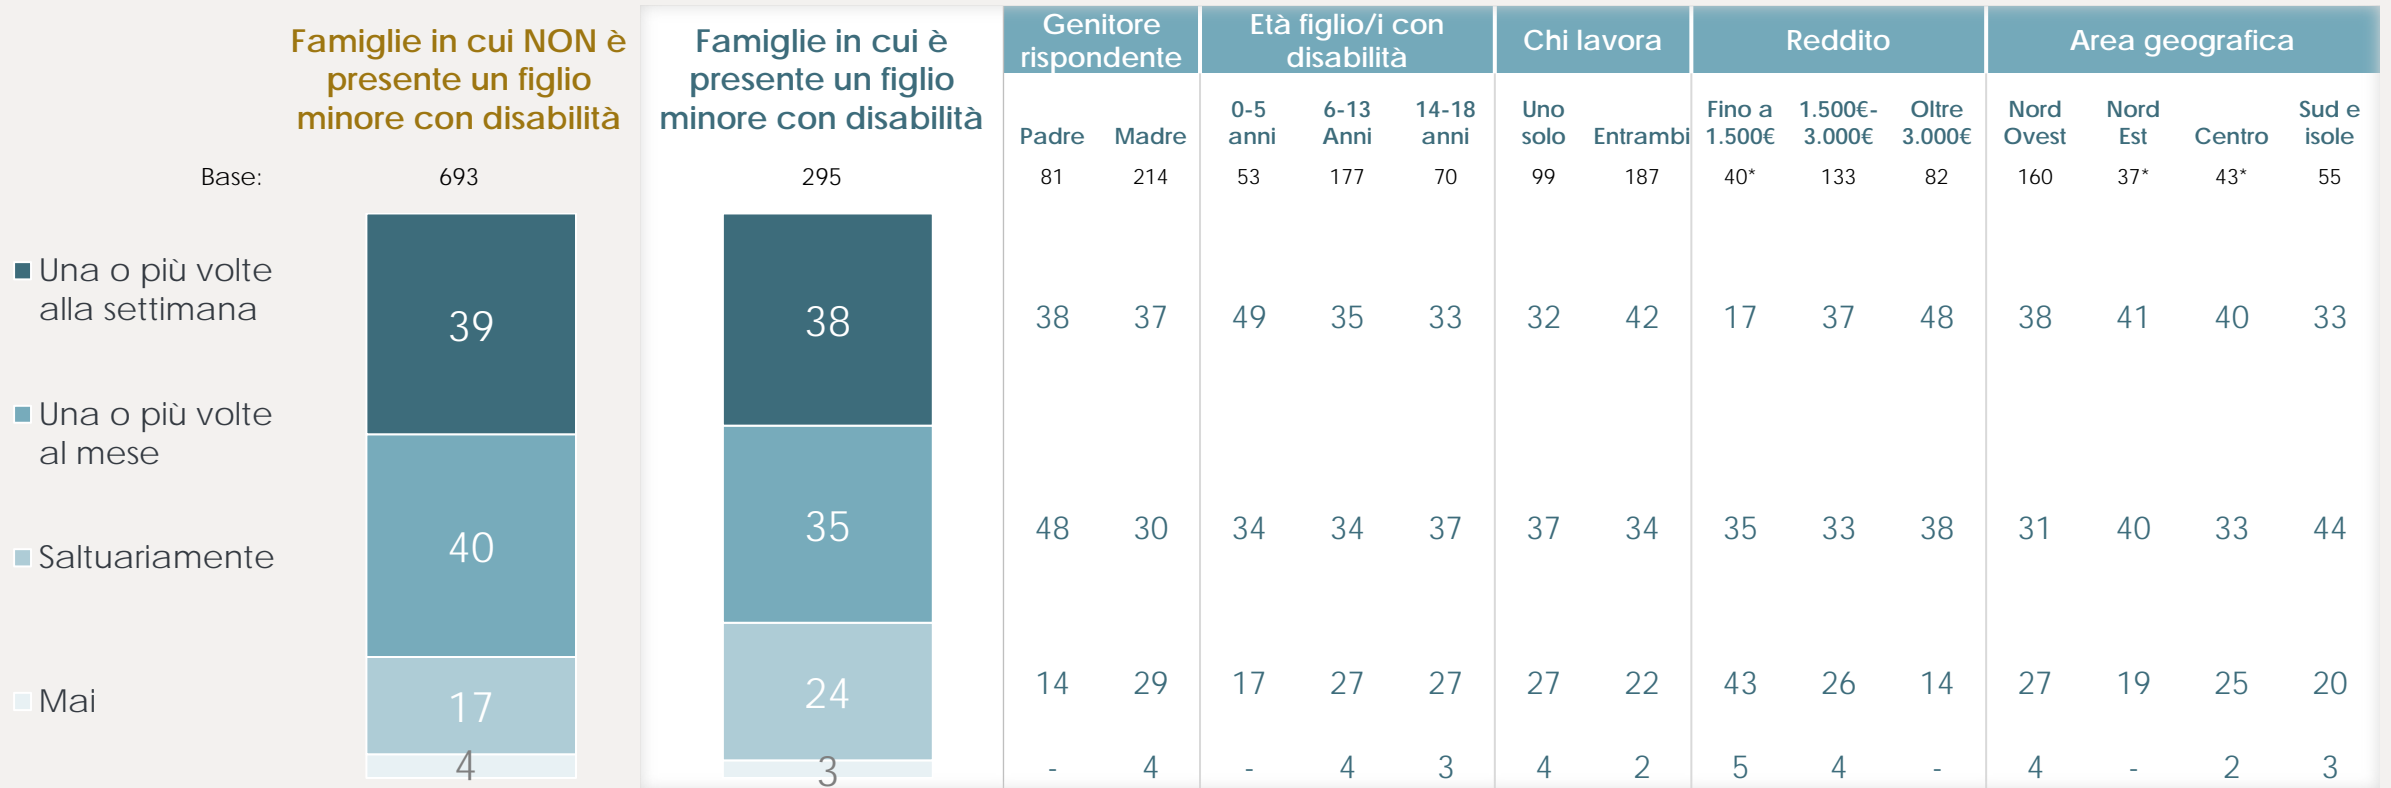 Famiglie in cui NON è
presente un figlio
minore con disabilità
Famiglie in cui è
presente un figlio
minore con disabilità
Genitore
rispondente
Età figlio/i con
disabilità
Chi lavora
Reddito
Area geografica
Padre Madre
0-5
anni
6-13
Anni
14-18
anni
Uno
solo
Entrambi
Fino a
1.500€
1.500€-
3.000€
Oltre
3.000€
Nord
Ovest
Nord
Est
Centro
Sud e
isole
Base: 693 295 81 214 53 177 70 99 187 40* 133 82 160 37* 43* 55
Una o più volte
alla settimana
39 38 38 37 49 35 33 32 42 17 37 48 38 41 40 33
Una o più volte
al mese
40 35 48 30 34 34 37 37 34 35 33 38 31 40 33 44
Saltuariamente
17 24 14 29 17 27 27 27 22 43 26 14 27 19 25 20
Mai
4 3 - 4 - 4 3 4 2 5 4 - 4 - 2 3